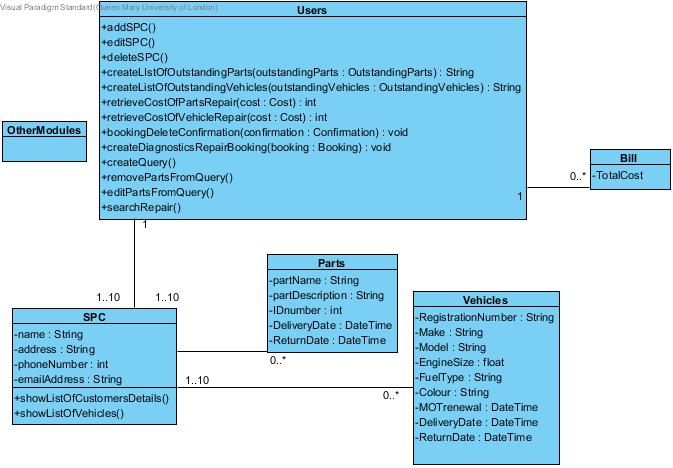 Visual Paradigm Standard(Queen Mary University of London)
Users
+addSPC()
+editSPC()
+deleteSPC()
+createLIstOfOutstandingParts(outstandingParts : OutstandingParts) : String
+createListOfOutstandingVehicles(outstandingVehicles : OutstandingVehicles) : String
+retrieveCostOfPartsRepair(cost : Cost) : int
+retrieveCostOfVehicleRepair(cost : Cost) : int
+bookingDeleteConfirmation(confirmation : Confirmation) : void
+createDiagnosticsRepairBooking(booking : Booking) : void
+createQuery()
+removePartsFromQuery()
+editPartsFromQuery()
+searchRepair()
OtherModules
Bill
-TotalCost
0..*
1
1
1..10 1..10
Parts
-partName : String
-partDescription : String
-IDnumber : int
-DeliveryDate : DateTime
-ReturnDate : DateTime
0..*
SPC
-name : String
-address : String
-phoneNumber : int
-emailAddress : String
+showListOfCustomersDetails()
+showListOfVehicles()
1..10
0..*
Vehicles
-RegistrationNumber : String
-Make : String
-Model : String
-EngineSize : float
-FuelType : String
-Colour : String
-MOTrenewal : DateTime
-DeliveryDate : DateTime
-ReturnDate : DateTime